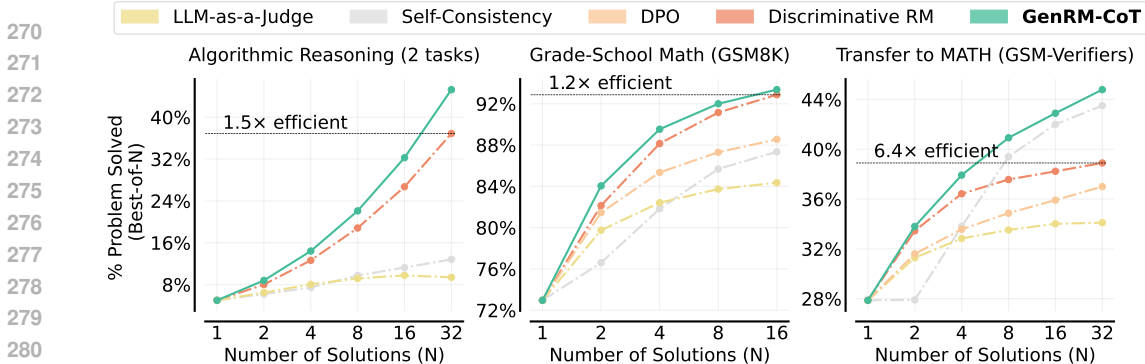 LLM-as-a-Judge Self-Consistency DPO Discriminative RM GenRM-CoT
270
271
272
273
274
275
276
277
278
279
280
Algorithmic Reasoning (2 tasks)
% Problem Solved
(Best-of-N)
40%
32%
24%
16%
8%
1.5× efficient
1 2 4 8 16 32
Number of Solutions (N)
Grade-School Math (GSM8K)
92%
88%
84%
80%
76%
72%
1.2× efficient
1 2 4 8 16
Number of Solutions (N)
Transfer to MATH (GSM-Verifiers)
44%
40%
36%
32%
28%
6.4× efficient
1 2 4 8 16 32
Number of Solutions (N)